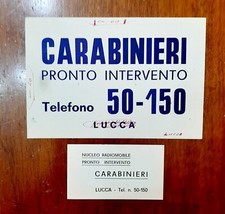 CARABINIERI
PRONTO INTERVENTO
Telefono 50-150
LUCCA
NUCLEO RADIOMOBILE
PRONTO INTERVENTO
CARABINIERI
LUCCA - Tel. n. 50-150